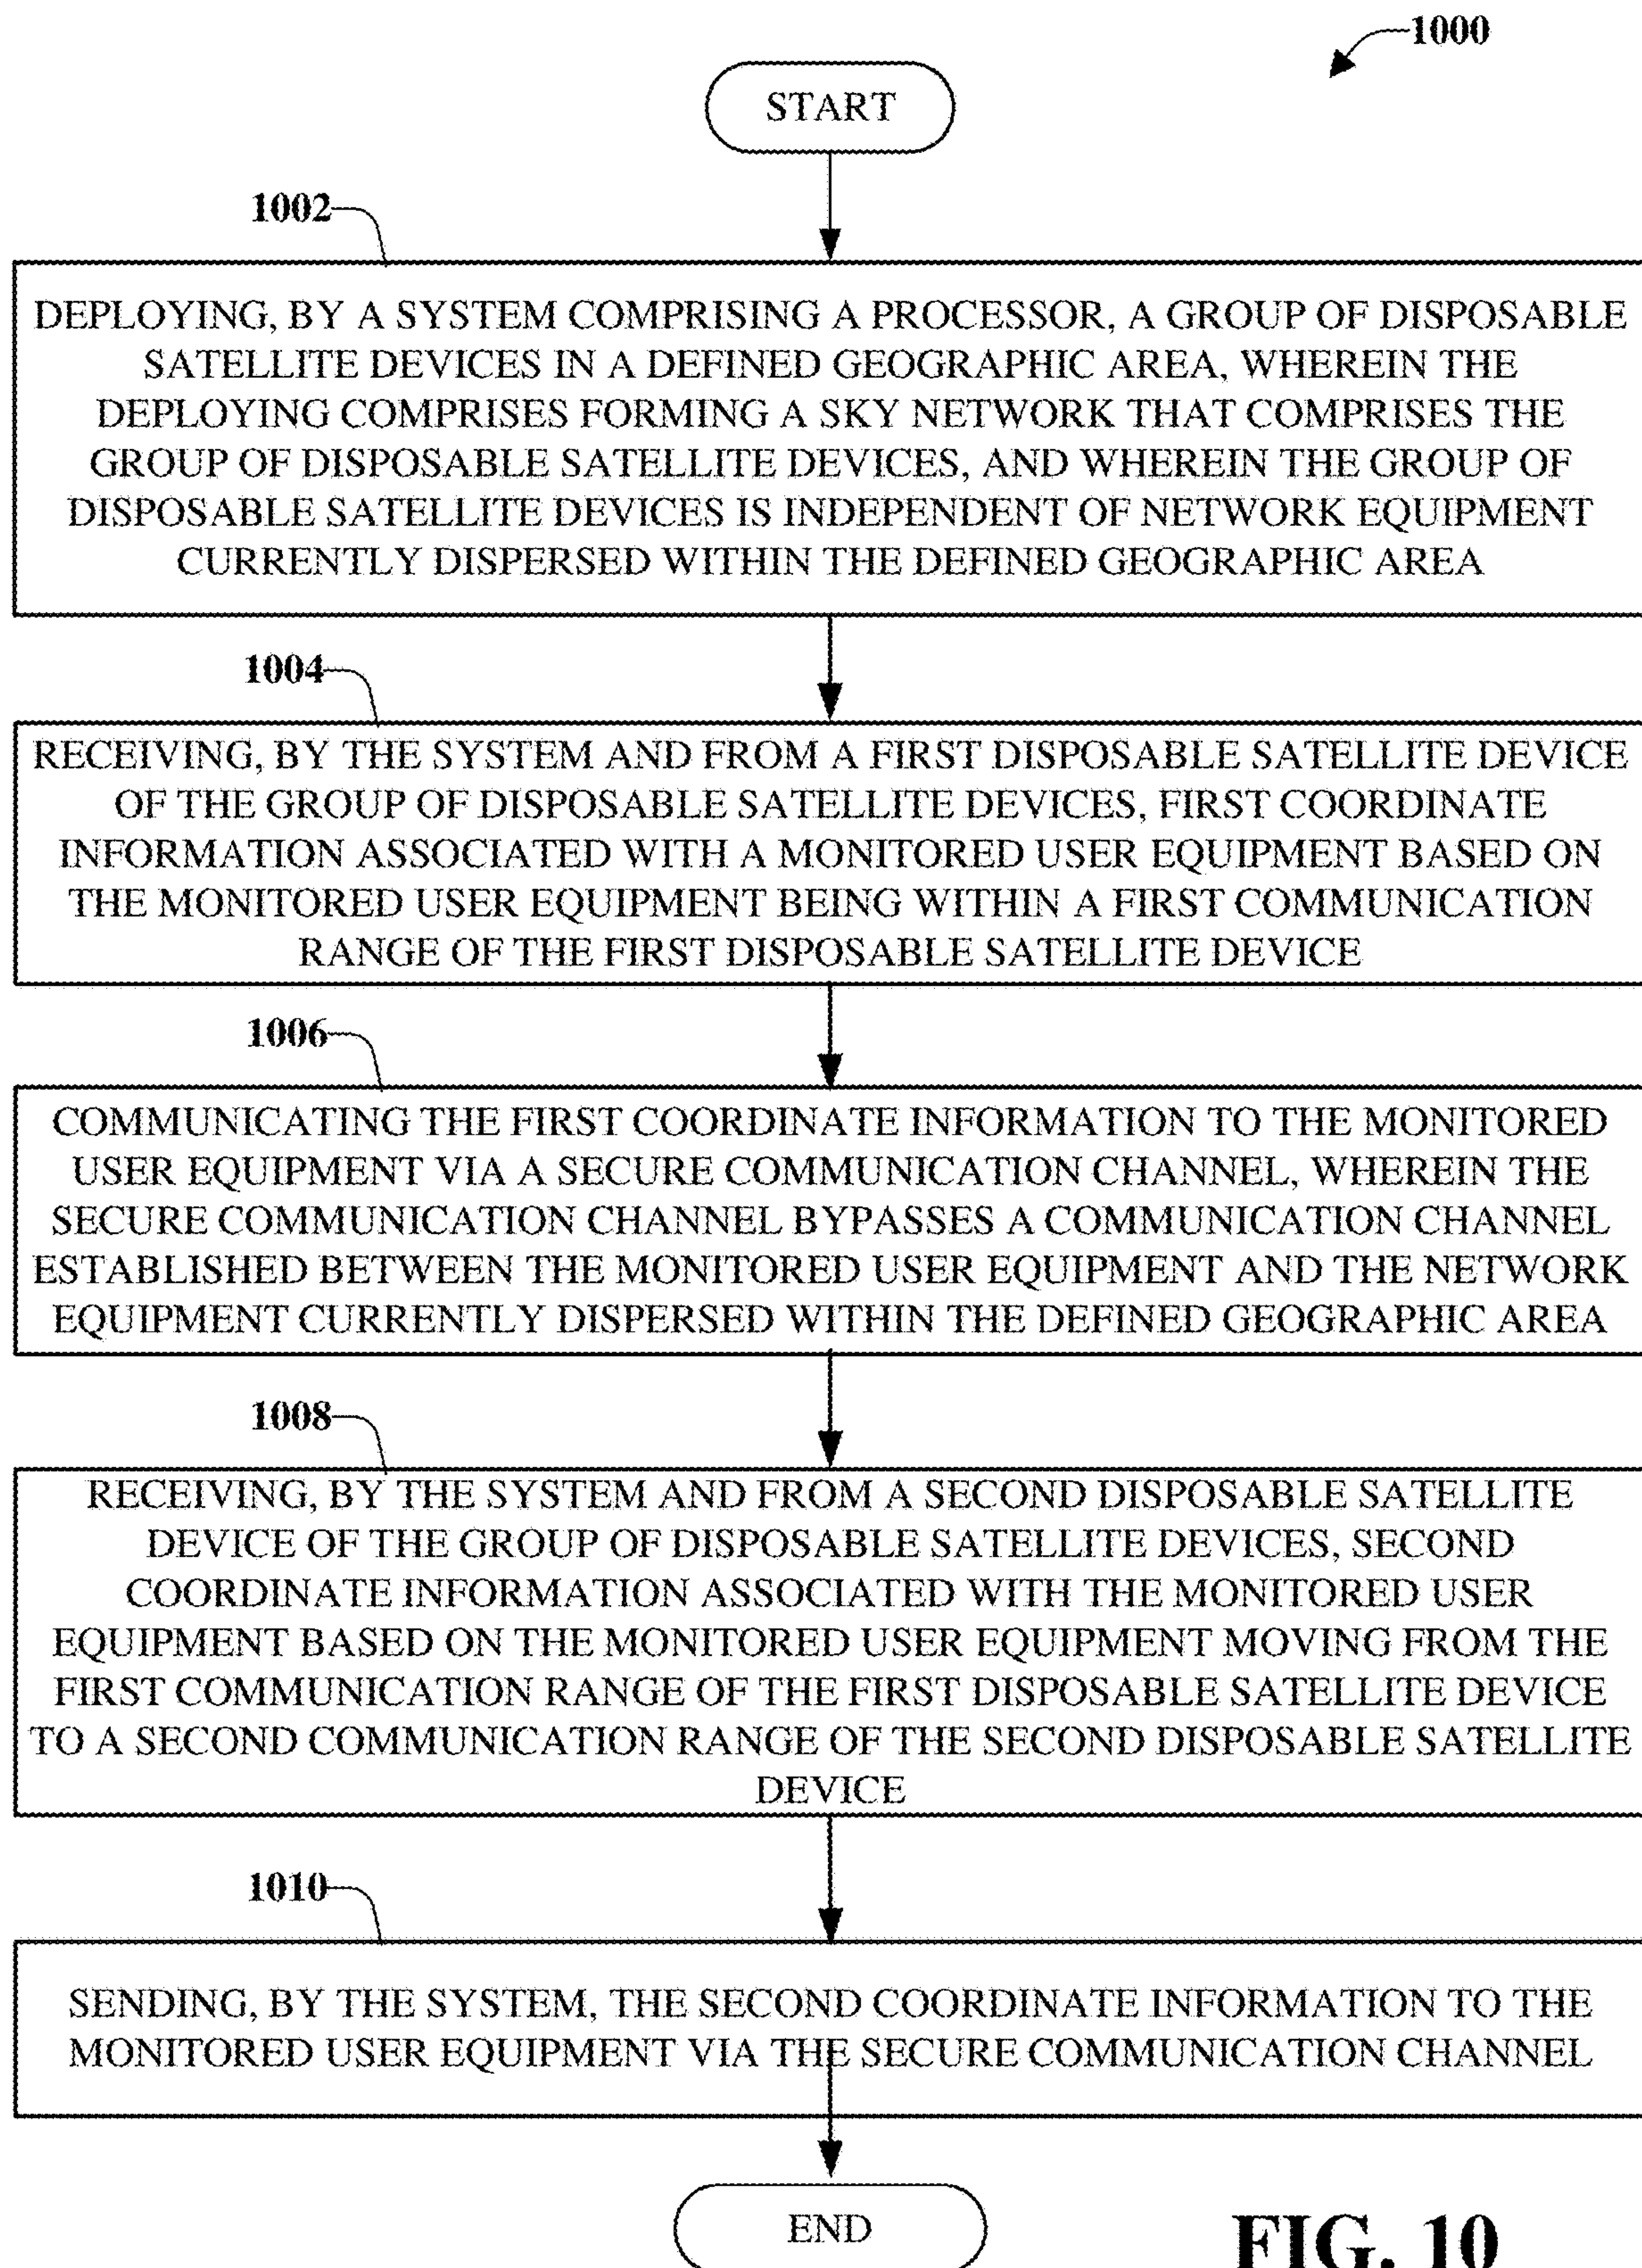 1000
START
1002
DEPLOYING, BY A SYSTEM COMPRISING A PROCESSOR, A GROUP OF DISPOSABLE
SATELLITE DEVICES IN A DEFINED GEOGRAPHIC AREA, WHEREIN THE
DEPLOYING COMPRISES FORMING A SKY NETWORK THAT COMPRISES THE
GROUP OF DISPOSABLE SATELLITE DEVICES, AND WHEREIN THE GROUP OF
DISPOSABLE SATELLITE DEVICES IS INDEPENDENT OF NETWORK EQUIPMENT
CURRENTLY DISPERSED WITHIN THE DEFINED GEOGRAPHIC AREA
1004
RECEIVING, BY THE SYSTEM AND FROM A FIRST DISPOSABLE SATELLITE DEVICE
OF THE GROUP OF DISPOSABLE SATELLITE DEVICES, FIRST COORDINATE
INFORMATION ASSOCIATED WITH A MONITORED USER EQUIPMENT BASED ON
THE MONITORED USER EQUIPMENT BEING WITHIN A FIRST COMMUNICATION
RANGE OF THE FIRST DISPOSABLE SATELLITE DEVICE
1006
COMMUNICATING THE FIRST COORDINATE INFORMATION TO THE MONITORED
USER EQUIPMENT VIA A SECURE COMMUNICATION CHANNEL, WHEREIN THE
SECURE COMMUNICATION CHANNEL BYPASSES A COMMUNICATION CHANNEL
ESTABLISHED BETWEEN THE MONITORED USER EQUIPMENT AND THE NETWORK
EQUIPMENT CURRENTLY DISPERSED WITHIN THE DEFINED GEOGRAPHIC AREA
1008
RECEIVING, BY THE SYSTEM AND FROM A SECOND DISPOSABLE SATELLITE
DEVICE OF THE GROUP OF DISPOSABLE SATELLITE DEVICES, SECOND
COORDINATE INFORMATION ASSOCIATED WITH THE MONITORED USER
EQUIPMENT BASED ON THE MONITORED USER EQUIPMENT MOVING FROM THE
FIRST COMMUNICATION RANGE OF THE FIRST DISPOSABLE SATELLITE DEVICE
TO A SECOND COMMUNICATION RANGE OF THE SECOND DISPOSABLE SATELLITE
DEVICE
1010
SENDING, BY THE SYSTEM, THE SECOND COORDINATE INFORMATION TO THE
MONITORED USER EQUIPMENT VIA THE SECURE COMMUNICATION CHANNEL
END
FIG. 10